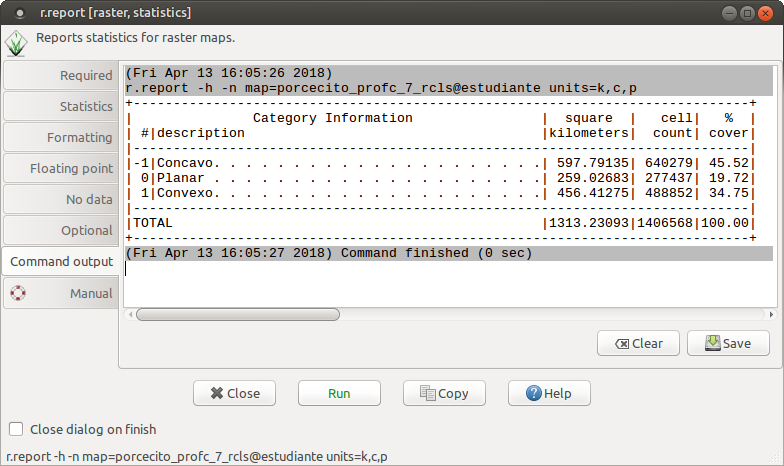 r.report [raster, statistics]
Reports statistics for raster maps.
Required
Statistics
Formatting
Floating point
No data
Optional
Command output
Manual
(Fri Apr 13 16:05:26 2018)
r.report -h -n map=porcecito_profc_7_rcls@estudiante units=k,c,p
+-----------------------------------------------------------------------------+
|               Category Information                | square | cell| % |
| #|description |kilometers| count| cover|
|-----------------------------------------------------------------------------|
|-1|Concavo. . . . . . . . . . . . . . . . . . . . . .| 597.79135| 640279| 45.52|
| 0|Planar . . . . . . . . . . . . . . . . . . . . . .| 259.02683| 277437| 19.72|
| 1|Convexo. . . . . . . . . . . . . . . . . . . . . .| 456.41275| 488852| 34.75|
|-----------------------------------------------------------------------------|
|TOTAL |1313.23093|1406568|100.00|
+-----------------------------------------------------------------------------+
(Fri Apr 13 16:05:27 2018) Command finished (0 sec)
Clear Save
Close Run Copy Help
Close dialog on finish
r.report -h -n map=porcecito_profc_7_rcls@estudiante units=k,c,p